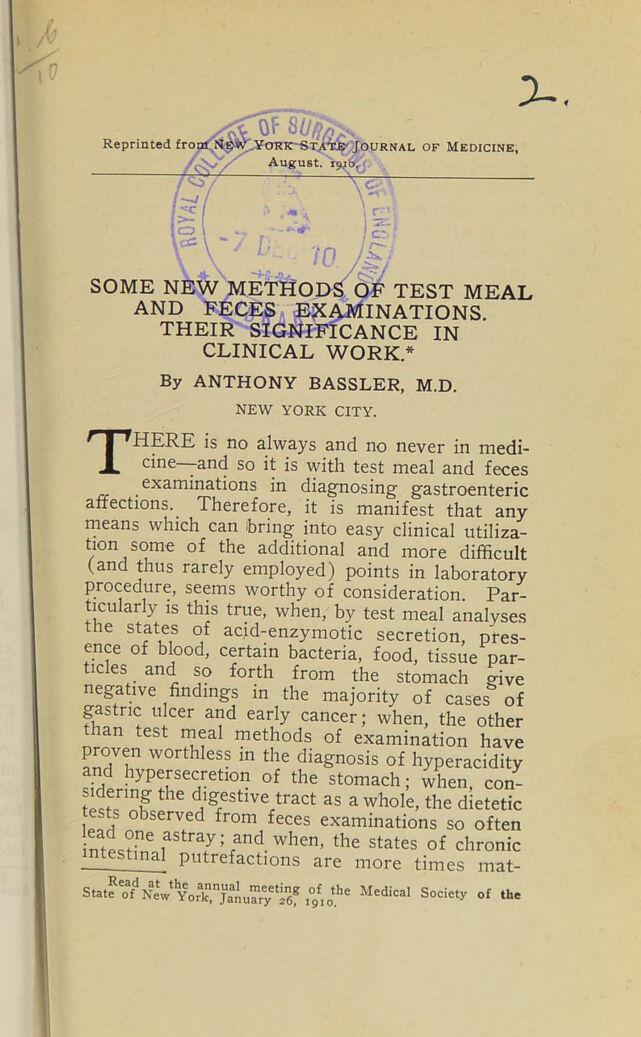 2.
Reprinted from New York State Journal of Medicine,
August, 1910.
ROYAL COLLEGE OF SURGEONS OF ENGLAND
-7 DEC 10
SOME NEW METHODS OF TEST MEAL
AND FECES EXAMINATIONS.
THEIR SIGNIFICANCE IN
CLINICAL WORK.*
By ANTHONY BASSLER, M.D.
NEW YORK CITY.
THERE is no always and no never in medi-
cine—and so it is with test meal and feces
examinations in diagnosing gastroenteric
affections. Therefore, it is manifest that any
means which can bring into easy clinical utiliza-
tion some of the additional and more difficult
(and thus rarely employed) points in laboratory
procedure, seems worthy of consideration. Par-
ticularly is this true, when, by test meal analyses
the states of acid-enzymotic secretion, pres-
ence of blood, certain bacteria, food, tissue par-
ticles and so forth from the stomach give
negative findings in the majority of cases of
gastric ulcer and early cancer; when, the other
than test meal methods of examination have
proven worthless in the diagnosis of hyperacidity
and hypersecretion of the stomach; when, con-
sidering the digestive tract as a whole, the dietetic
tests observed from feces examinations so often
lead one astray; and when, the states of chronic
intestinal putrefactions are more times mat-
Read at the annual meeting of the Medical Society of the
State of New York, January 26, 1910.